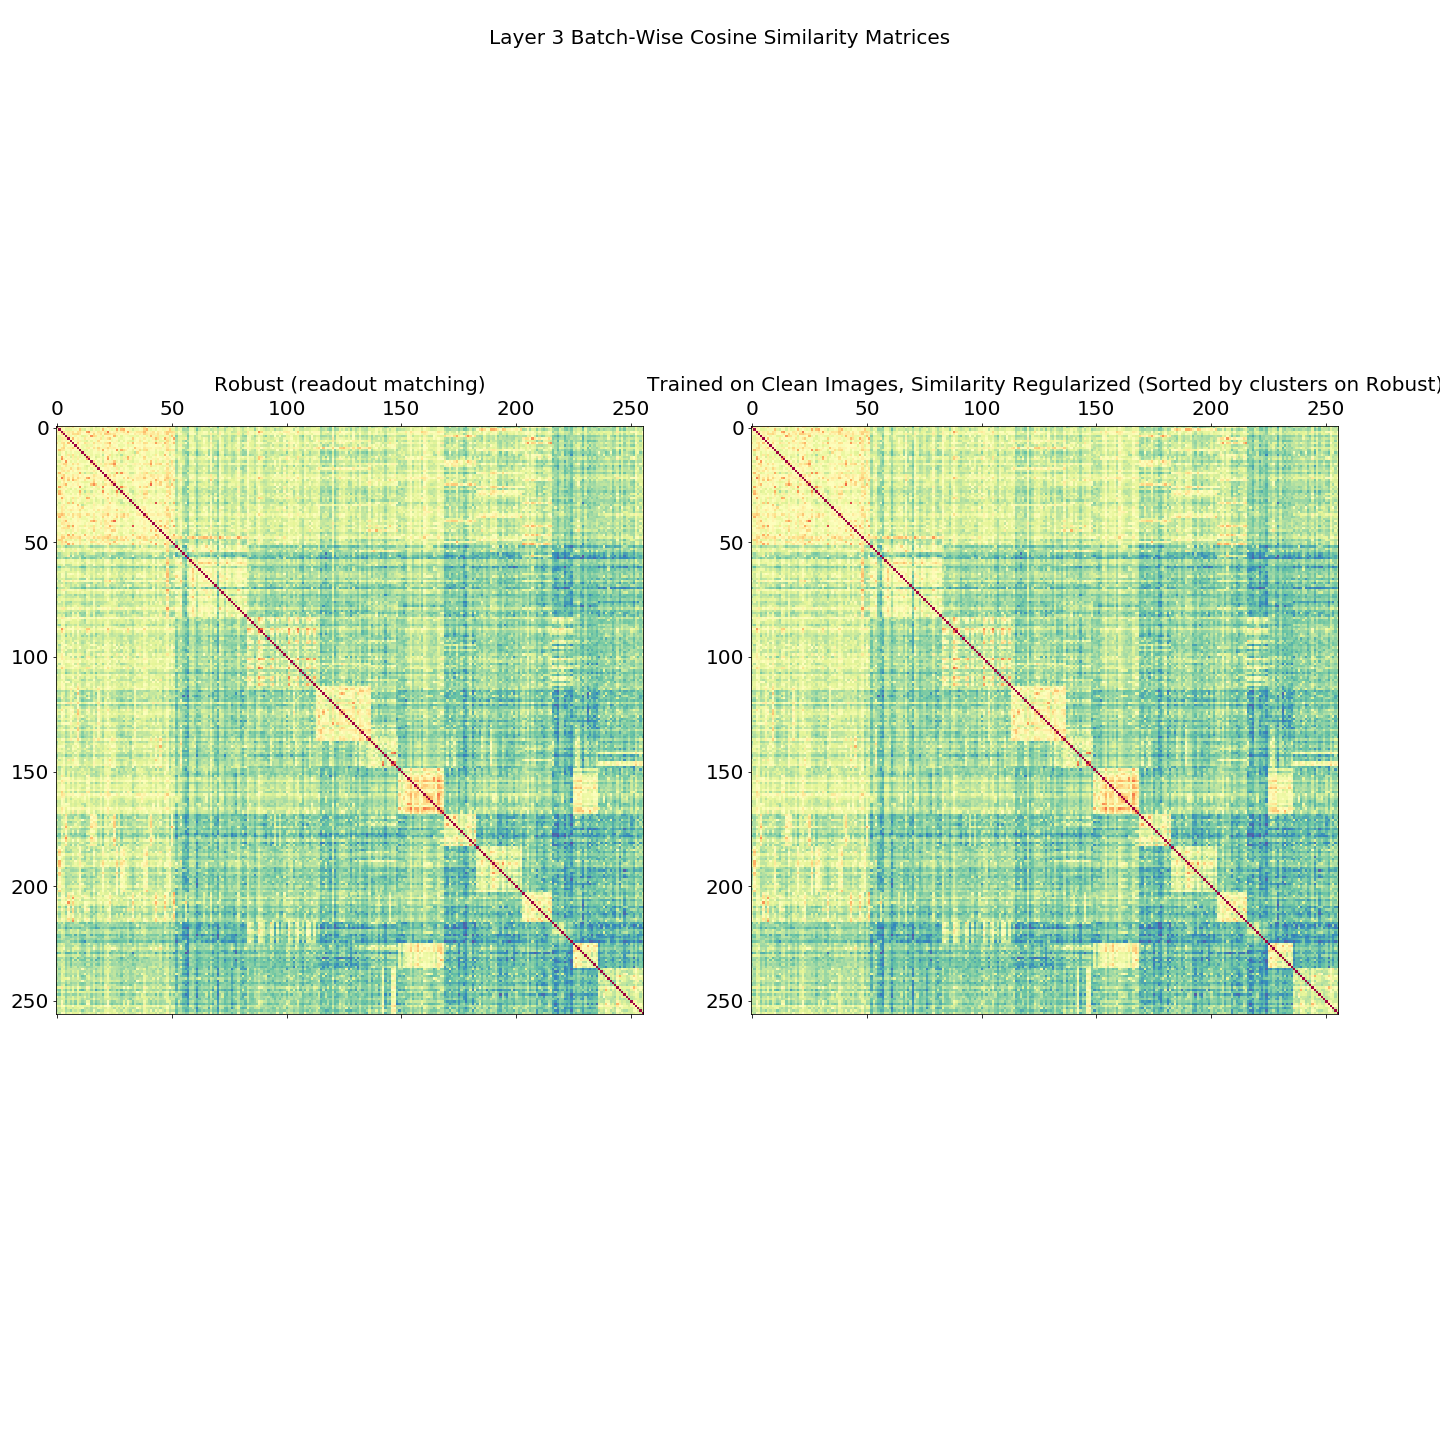 Layer 3 Batch-Wise Cosine Similarity Matrices
Robust (readout matching)
Trained on Clean Images, Similarity Regularized (Sorted by clusters on Robust)
0 50 100 150 200 250
0 50 100 150 200 250
0 0
50 50
100 100
150 150
200 200
250 250